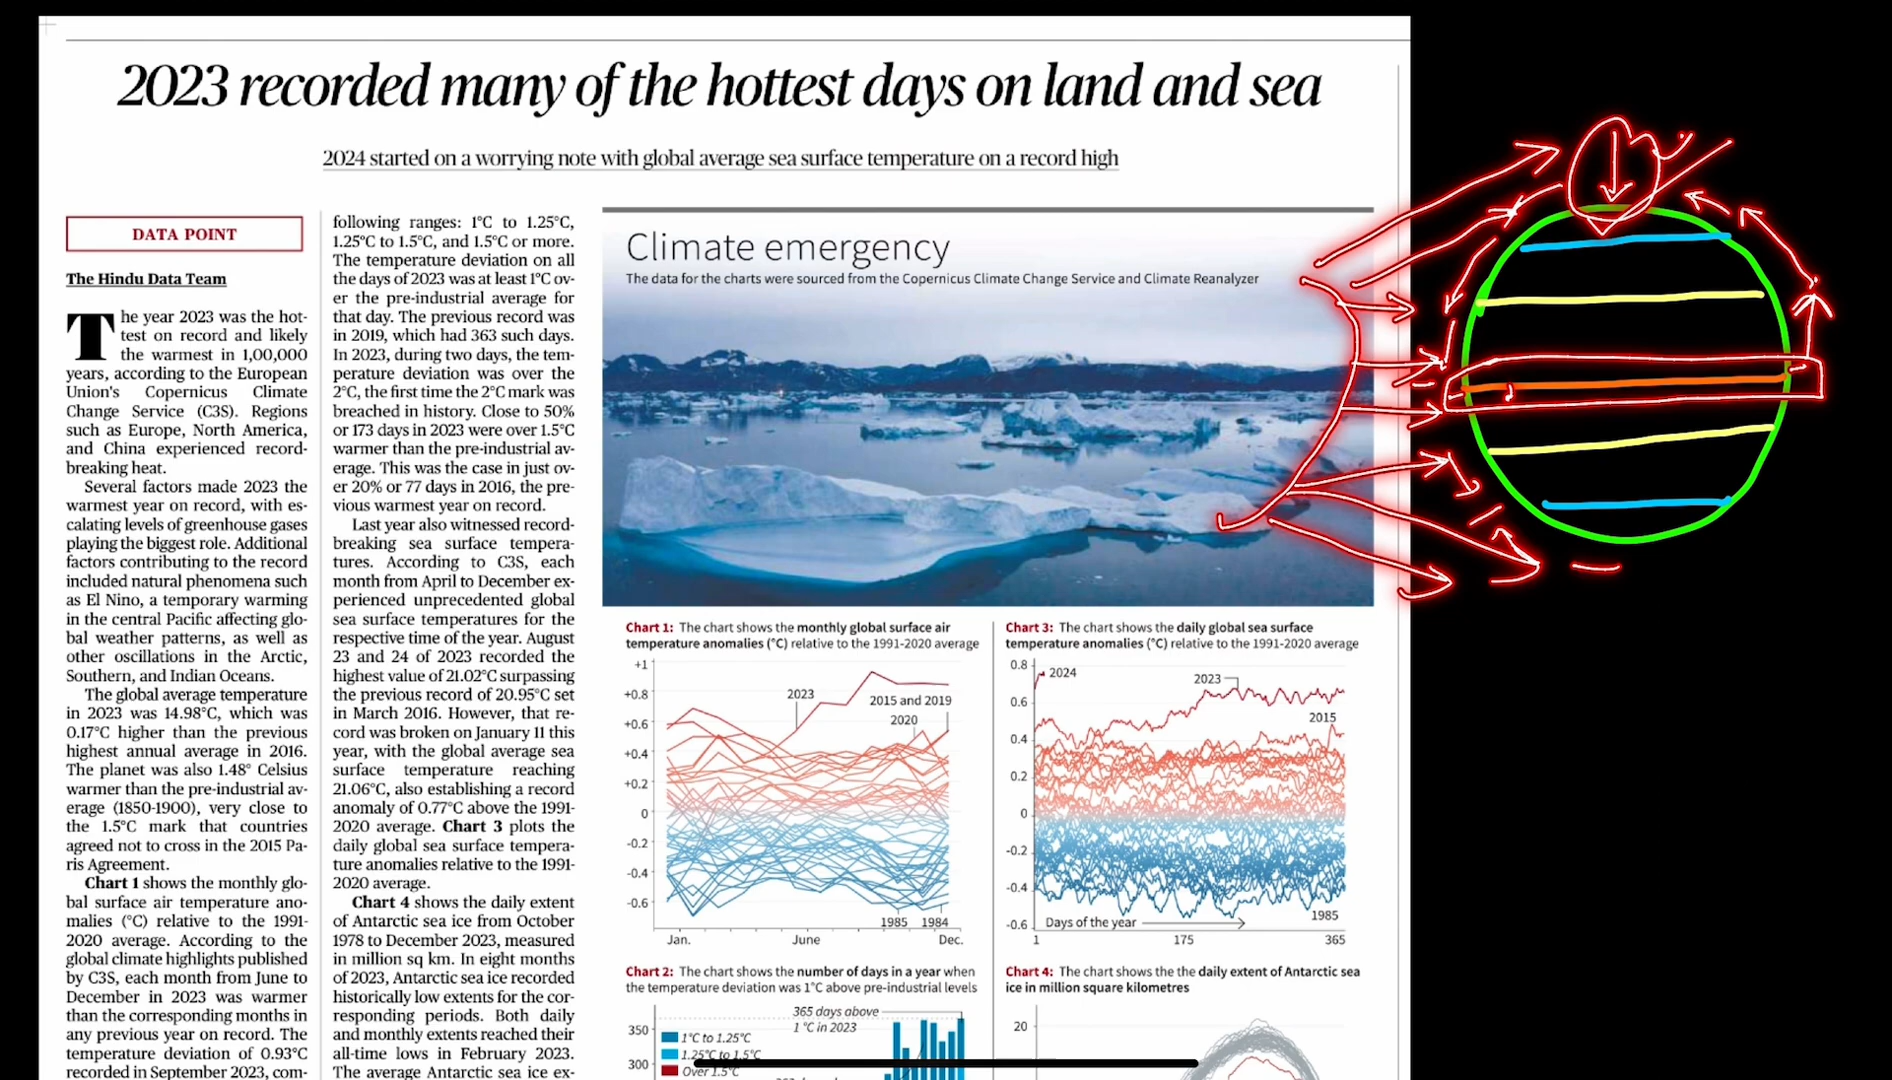 2023 recorded many of the hottest days on land and sea
2024 started on a worrying note with global average sea surface temperature on a record high
DATA POINT
The Hindu Data Team
The year 2023 was the hot-
test on record and likely
the warmest in 1,00,000
years, according to the European
Union's Copernicus Climate
Change Service (C3S). Regions
such as Europe, North America,
and China experienced record-
breaking heat.
Several factors made 2023 the
warmest year on record, with es-
calating levels of greenhouse gases
playing the biggest role. Additional
factors contributing to the record
included natural phenomena such
as El Nino, a temporary warming
in the central Pacific affecting glo-
bal weather patterns, as well as
other oscillations in the Arctic,
Southern, and Indian Oceans.
The global average temperature
in 2023 was 14.98°C, which was
0.17°C higher than the previous
highest annual average in 2016.
The planet was also 1.48° Celsius
warmer than the pre-industrial av-
erage (1850-1900), very close to
the 1.5°C mark that countries
agreed not to cross in the 2015 Pa-
ris Agreement.
Chart 1 shows the monthly glo-
bal surface air temperature ano-
malies (°C) relative to the 1991-
2020 average. According to the
global climate highlights published
by C3S, each month from June to
December in 2023 was warmer
than the corresponding months in
any previous year on record. The
temperature deviation of 0.93°C
recorded in September 2023, com-
following ranges: 1°C to 1.25°C,
1.25°C to 1.5°C, and 1.5°C or more.
The temperature deviation on all
the days of 2023 was at least 1°C ov-
er the pre-industrial average for
that day. The previous record was
in 2019, which had 363 such days.
In 2023, during two days, the tem-
perature deviation was over the
2°C, the first time the 2°C mark was
breached in history. Close to 50%
or 173 days in 2023 were over 1.5°C
warmer than the pre-industrial av-
erage. This was the case in just ov-
er 20% or 77 days in 2016, the pre-
vious warmest year on record.
Last year also witnessed record-
breaking sea surface tempera-
tures. According to C3S, each
month from April to December ex-
perienced unprecedented global
sea surface temperatures for the
respective time of the year. August
23 and 24 of 2023 recorded the
highest value of 21.02°C surpassing
the previous record of 20.95°C set
in March 2016. However, that re-
cord was broken on January 11 this
year, with the global average sea
surface temperature reaching
21.06°C, also establishing a record
anomaly of 0.77°C above the 1991-
2020 average. Chart 3 plots the
daily global sea surface tempera-
ture anomalies relative to the 1991-
2020 average.
Chart 4 shows the daily extent
of Antarctic sea ice from October
1978 to December 2023, measured
in million sq km. In eight months
of 2023, Antarctic sea ice recorded
historically low extents for the cor-
responding periods. Both daily
and monthly extents reached their
all-time lows in February 2023.
The average Antarctic sea ice ex-
Climate emergency
The data for the charts were sourced from the Copernicus Climate Change Service and Climate Reanalyzer
Chart 1: The chart shows the monthly global surface air
temperature anomalies (°C) relative to the 1991-2020 average
+1
+0.8
+0.6
+0.4
+0.2
0
-0.2
-0.4
-0.6
2023
2015 and 2019
2020
1985 1984
Jan. June Dec.
Chart 3: The chart shows the daily global sea surface
temperature anomalies (°C) relative to the 1991-2020 average
0.8
0.6
0.4
0.2
0
-0.2
-0.4
-0.6
2024
2023
2015
1985
Days of the year
1 175 365
Chart 2: The chart shows the number of days in a year when
the temperature deviation was 1°C above pre-industrial levels
365 days above
1°C in 2023
350
300
1°C to 1.25°C
1.25°C to 1.5°C
Over 1.5°C
Chart 4: The chart shows the the daily extent of Antarctic sea
ice in million square kilometres
20